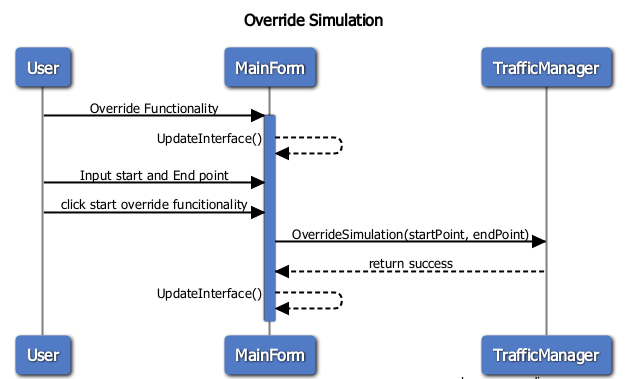 Override Simulation
User
MainForm
TrafficManager
Override Functionality
UpdateInterface()
Input start and End point
click start override funcitionality
OverrideSimulation(startPoint, endPoint)
return success
UpdateInterface()
User
MainForm
TrafficManager